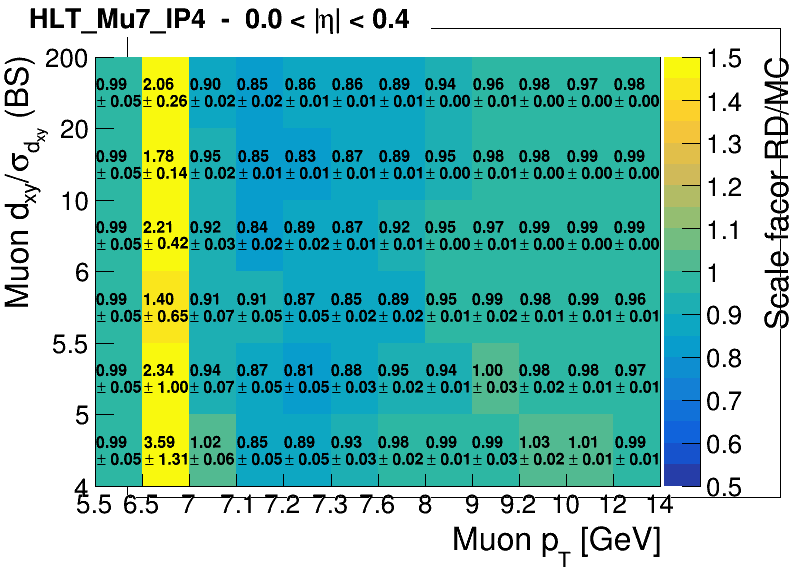 HLT_Mu7_IP4 - 0.0 < |η| < 0.4
Muon d_xy/σ_d_xy (BS)
200
0.99 2.06 0.90 0.85 0.86 0.86 0.89 0.94 0.96 0.98 0.97 0.98
± 0.05 ± 0.26 ± 0.02 ± 0.02 ± 0.01 ± 0.01 ± 0.01 ± 0.00 ± 0.00 ± 0.00 ± 0.00 ± 0.00
20
0.99 1.78 0.95 0.85 0.83 0.87 0.89 0.95 0.98 0.98 0.99 0.99
± 0.05 ± 0.14 ± 0.02 ± 0.01 ± 0.01 ± 0.01 ± 0.01 ± 0.00 ± 0.00 ± 0.00 ± 0.00 ± 0.00
10
0.99 2.21 0.92 0.84 0.89 0.87 0.92 0.95 0.97 0.99 0.99 0.99
± 0.05 ± 0.42 ± 0.03 ± 0.02 ± 0.02 ± 0.01 ± 0.01 ± 0.00 ± 0.01 ± 0.00 ± 0.00 ± 0.00
6
0.99 1.40 0.91 0.91 0.87 0.85 0.89 0.95 0.99 0.98 0.99 0.96
± 0.05 ± 0.65 ± 0.07 ± 0.05 ± 0.05 ± 0.02 ± 0.02 ± 0.01 ± 0.02 ± 0.01 ± 0.01 ± 0.01
5.5
0.99 2.34 0.94 0.87 0.81 0.88 0.95 0.94 1.00 0.98 0.98 0.97
± 0.05 ± 1.00 ± 0.07 ± 0.05 ± 0.05 ± 0.03 ± 0.02 ± 0.01 ± 0.03 ± 0.02 ± 0.01 ± 0.01
5
0.99 3.59 1.02 0.85 0.89 0.93 0.98 0.99 0.99 1.03 1.01 0.99
± 0.05 ± 1.31 ± 0.06 ± 0.05 ± 0.05 ± 0.03 ± 0.02 ± 0.01 ± 0.03 ± 0.02 ± 0.01 ± 0.01
4
5.5 6.5 7 7.1 7.2 7.3 7.6 8 9 9.2 10 12 14
Muon p_T [GeV]
1.5
1.4
1.3
1.2
1.1
1
0.9
0.8
0.7
0.6
0.5
Scale facor RD/MC